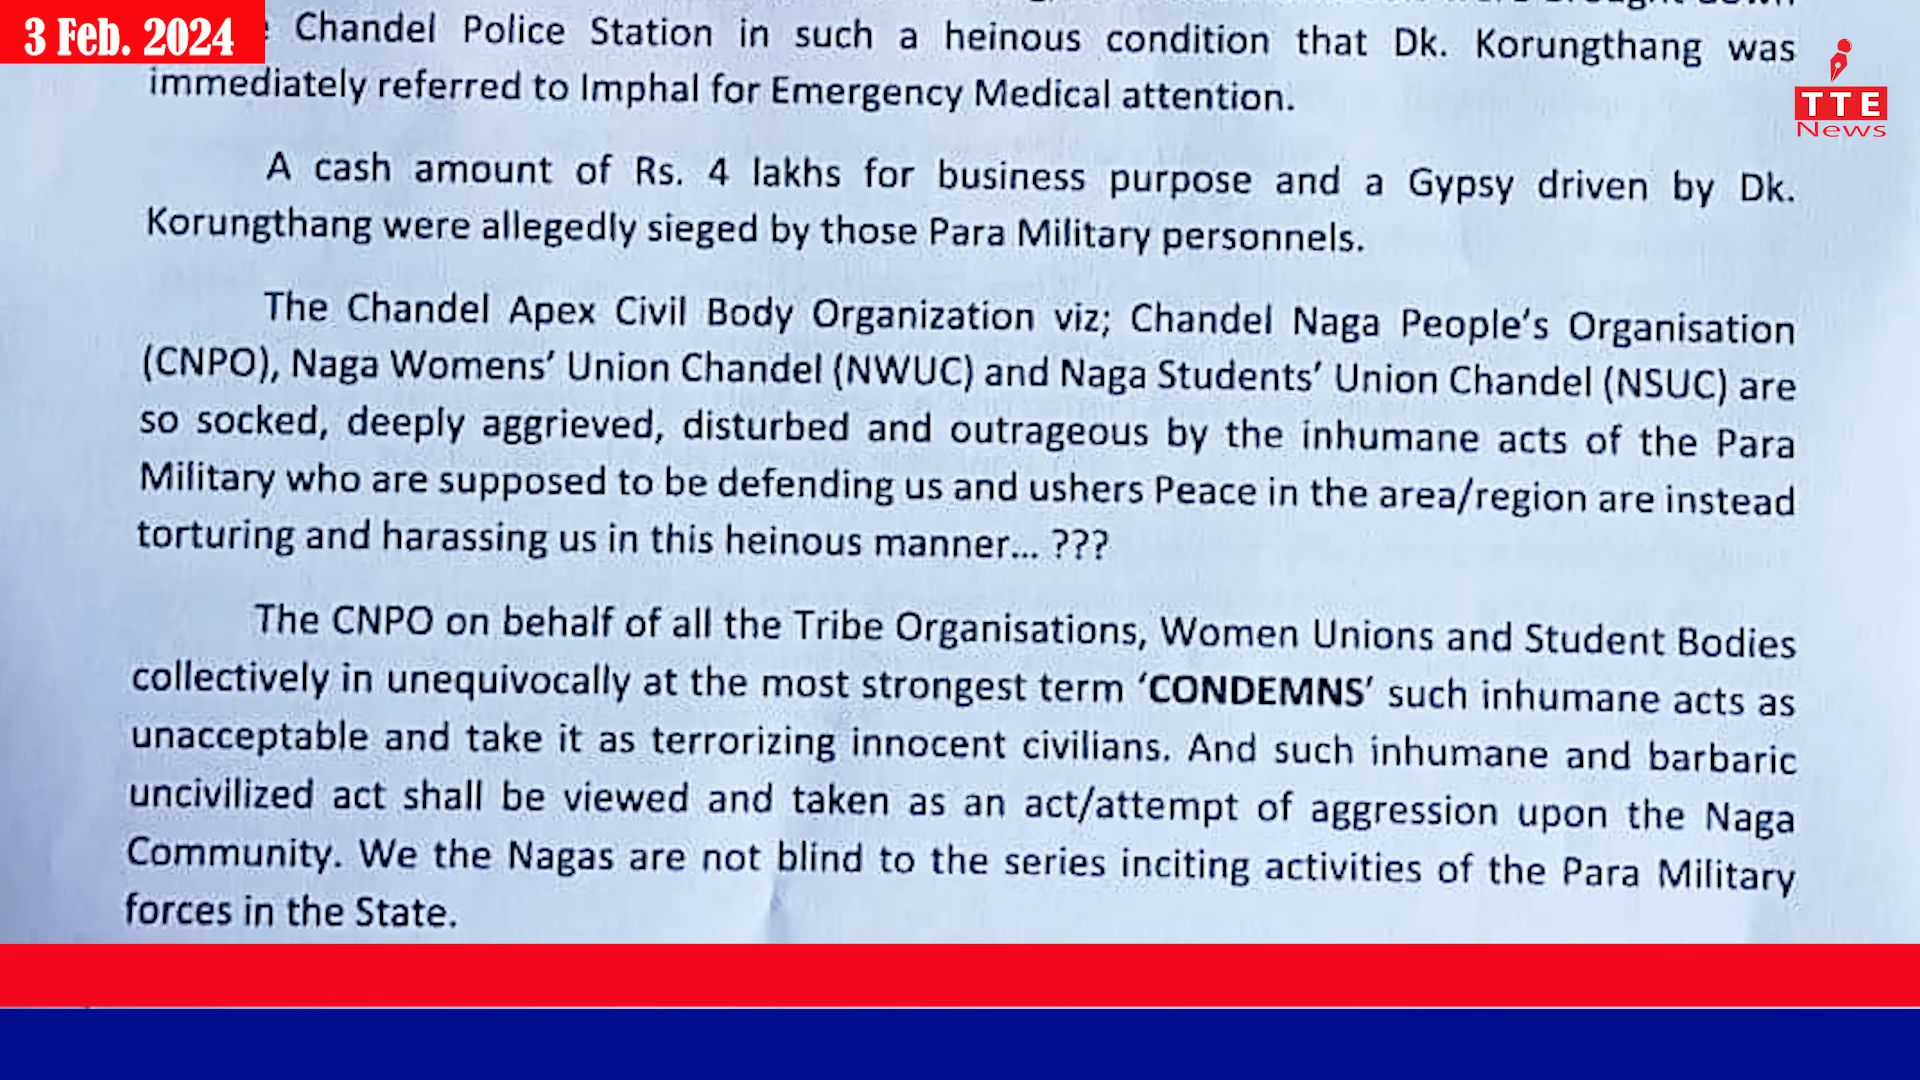 3 Feb. 2024
Chandel Police Station in such a heinous condition that Dk. Korungthang was
immediately referred to Imphal for Emergency Medical attention.
TTE
News
A cash amount of Rs. 4 lakhs for business purpose and a Gypsy driven by Dk.
Korungthang were allegedly sieged by those Para Military personnels.
The Chandel Apex Civil Body Organization viz; Chandel Naga People's Organisation
(CNPO), Naga Womens' Union Chandel (NWUC) and Naga Students' Union Chandel (NSUC) are
so socked, deeply aggrieved, disturbed and outrageous by the inhumane acts of the Para
Military who are supposed to be defending us and ushers Peace in the area/region are instead
torturing and harassing us in this heinous manner... ???
The CNPO on behalf of all the Tribe Organisations, Women Unions and Student Bodies
collectively in unequivocally at the most strongest term ‘CONDEMNS’ such inhumane acts as
unacceptable and take it as terrorizing innocent civilians. And such inhumane and barbaric
uncivilized act shall be viewed and taken as an act/attempt of aggression upon the Naga
Community. We the Nagas are not blind to the series inciting activities of the Para Military
forces in the State.